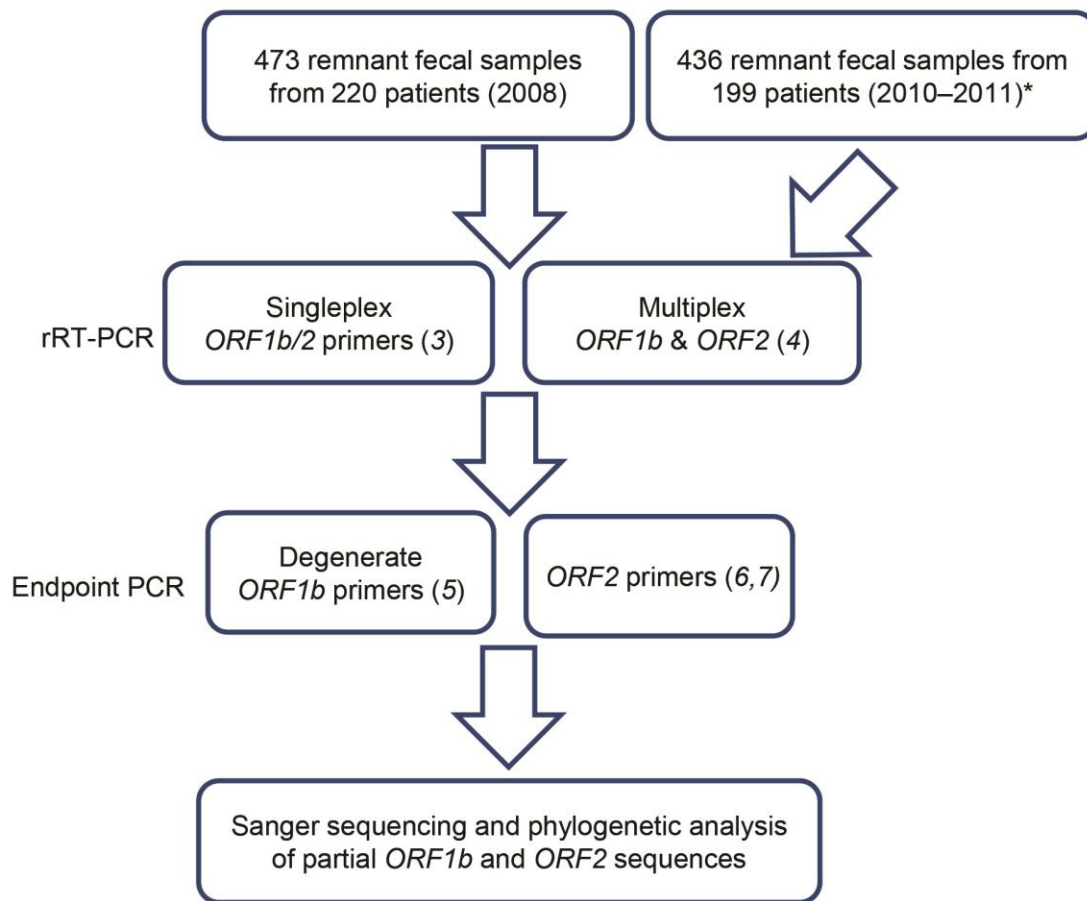 473 remnant fecal samples
from 220 patients (2008)
436 remnant fecal samples from
199 patients (2010–2011)*
rRT-PCR
Singleplex
ORF1b/2 primers (3)
Multiplex
ORF1b & ORF2 (4)
Endpoint PCR
Degenerate
ORF1b primers (5)
ORF2 primers (6,7)
Sanger sequencing and phylogenetic analysis
of partial ORF1b and ORF2 sequences